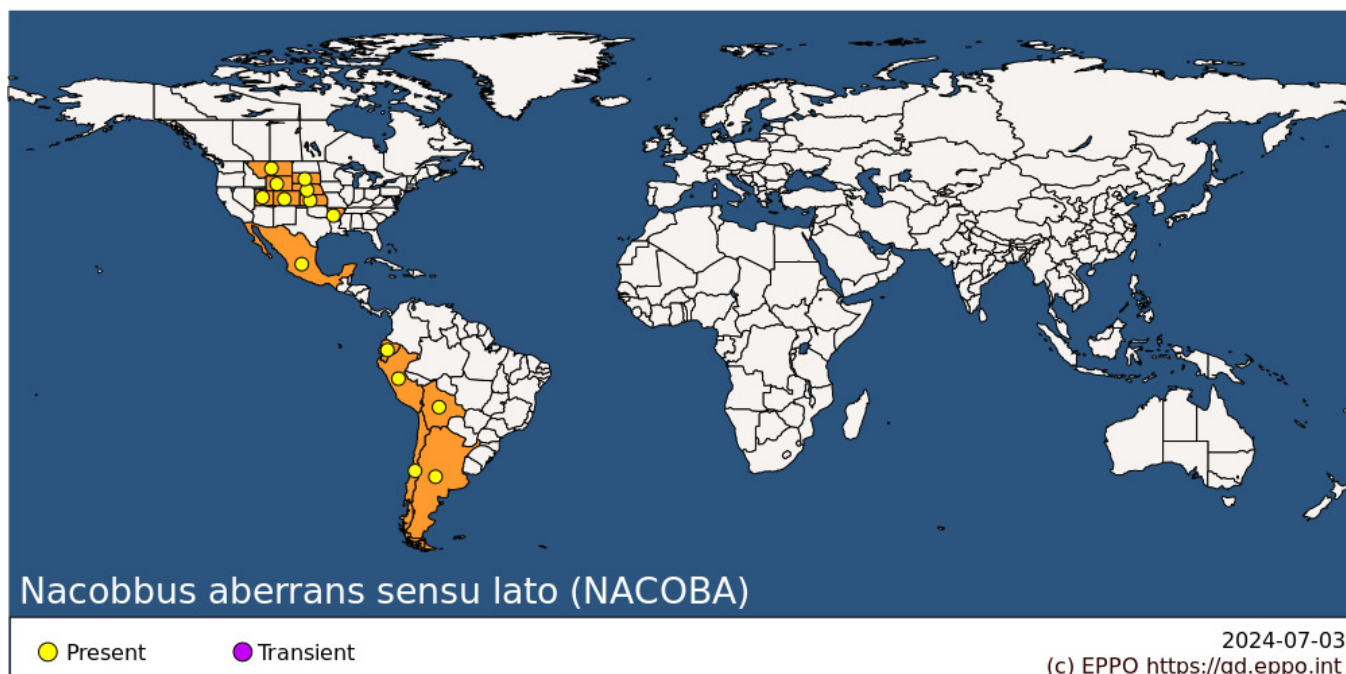 Nacobbus aberrans sensu lato (NACOBA)
Present
Transient
2024-07-03
(c) EPPO https://gd.eppo.int